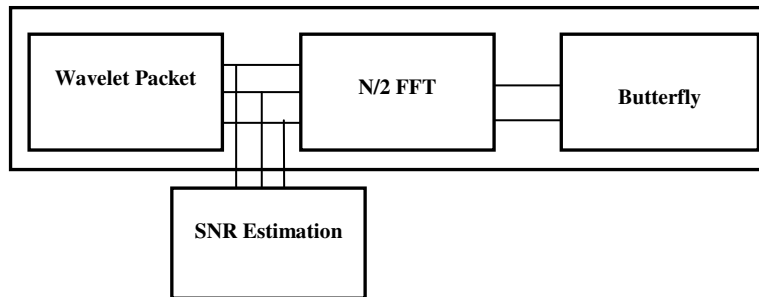 Wavelet Packet
N/2 FFT
Butterfly
SNR Estimation